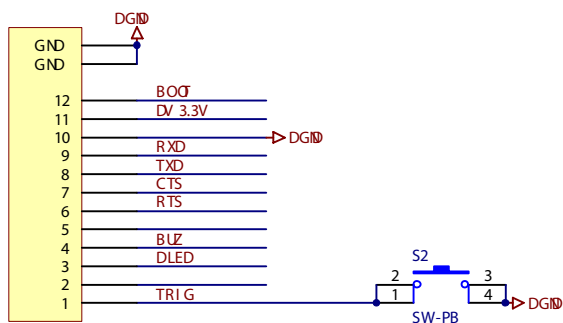 DGND
GND
GND
12 BOOT
11 DV 3.3V
10 DGND
9 RXD
8 TXD
7 CTS
6 RTS
5
4 BUZ
3 DLED
2
1 TRIG
S2
2 3
1 4
DGND
SW-PB